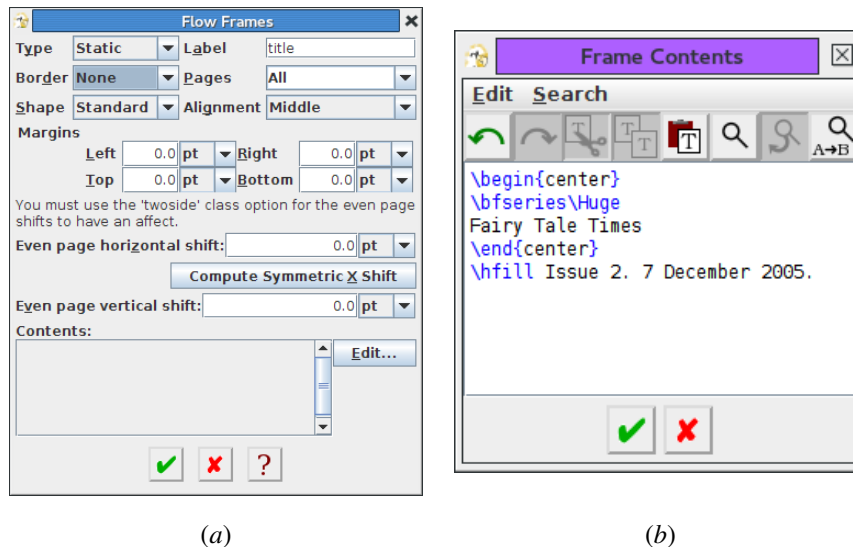 Flow Frames
Type Static Label title
Border None Pages All
Shape Standard Alignment Middle
Margins
Left 0.0 pt Right 0.0 pt
Top 0.0 pt Bottom 0.0 pt
You must use the 'twoside' class option for the even page
shifts to have an affect.
Even page horizontal shift: 0.0 pt
Compute Symmetric X Shift
Even page vertical shift: 0.0 pt
Contents:
Edit...
?
(a)
Frame Contents
Edit Search
T T T T A→B
\begin{center}
\bfseries\Huge
Fairy Tale Times
\end{center}
\hfill Issue 2. 7 December 2005.
(b)